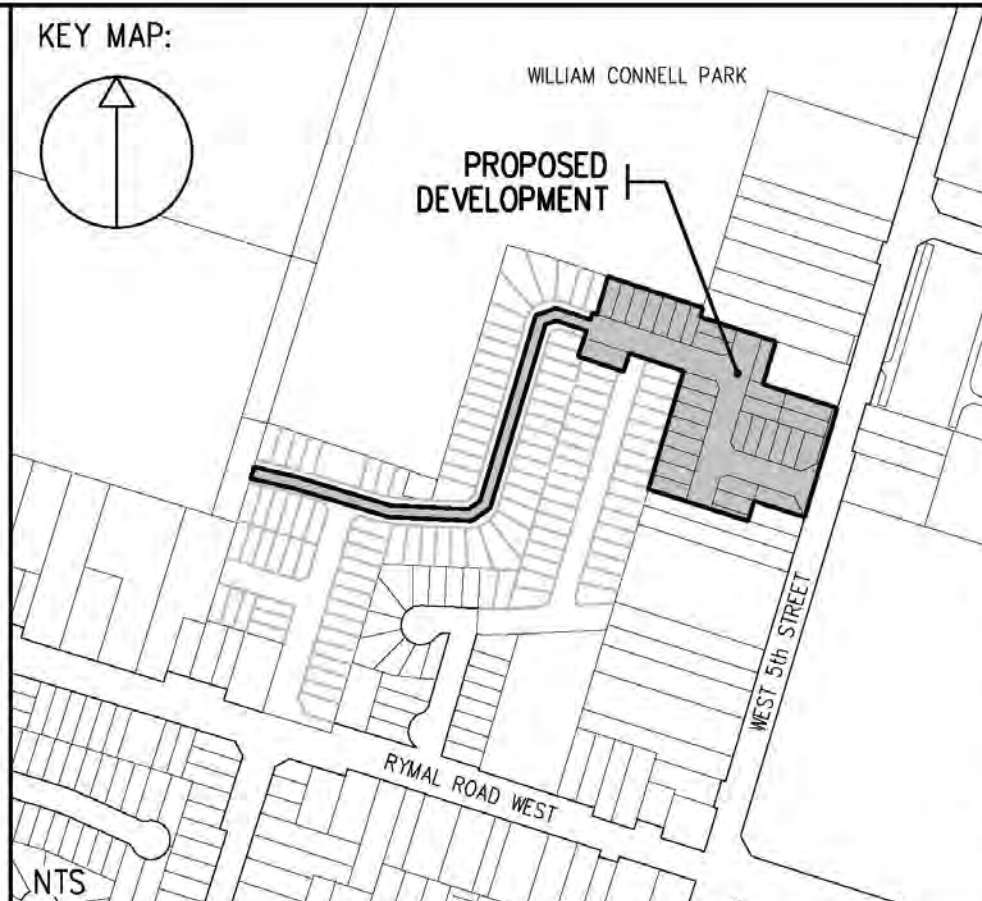 KEY MAP:
WILLIAM CONNELL PARK
PROPOSED
DEVELOPMENT
WEST 5th STREET
RYMAL ROAD WEST
NTS